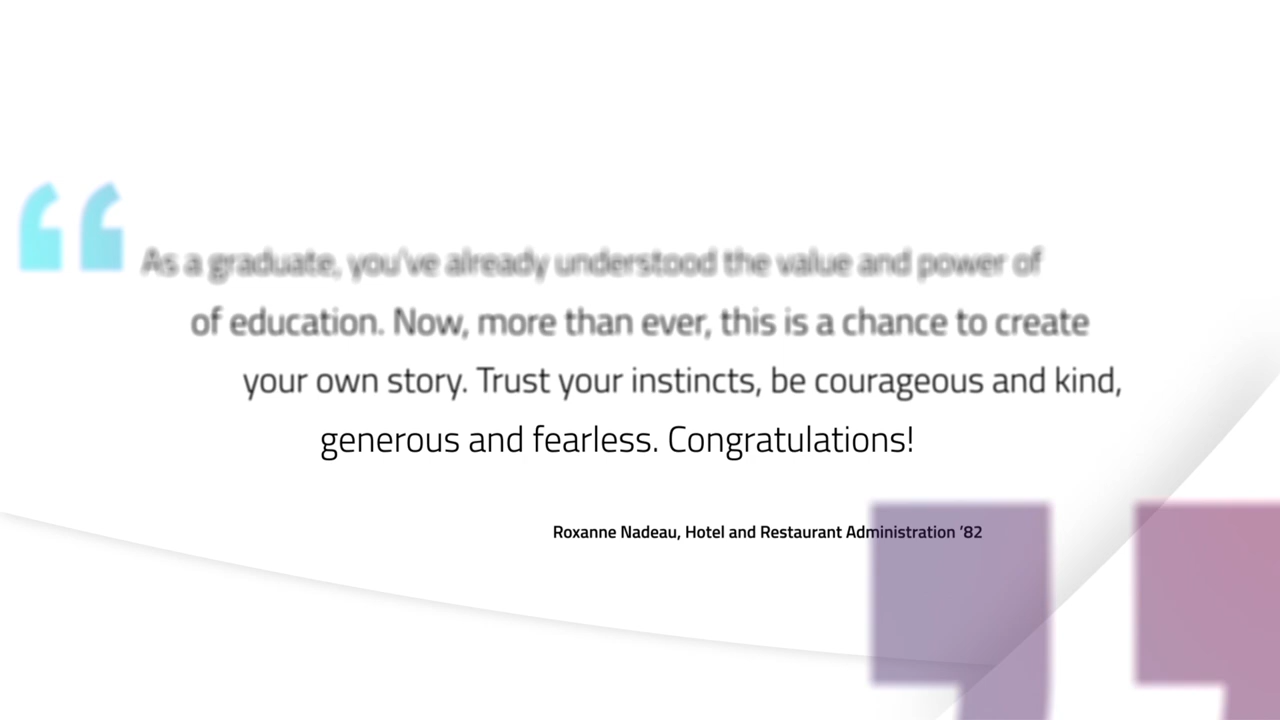 As a graduate, you've already understood the value and power of
of education. Now, more than ever, this is a chance to create
your own story. Trust your instincts, be courageous and kind,
generous and fearless. Congratulations!
Roxanne Nadeau, Hotel and Restaurant Administration ’82